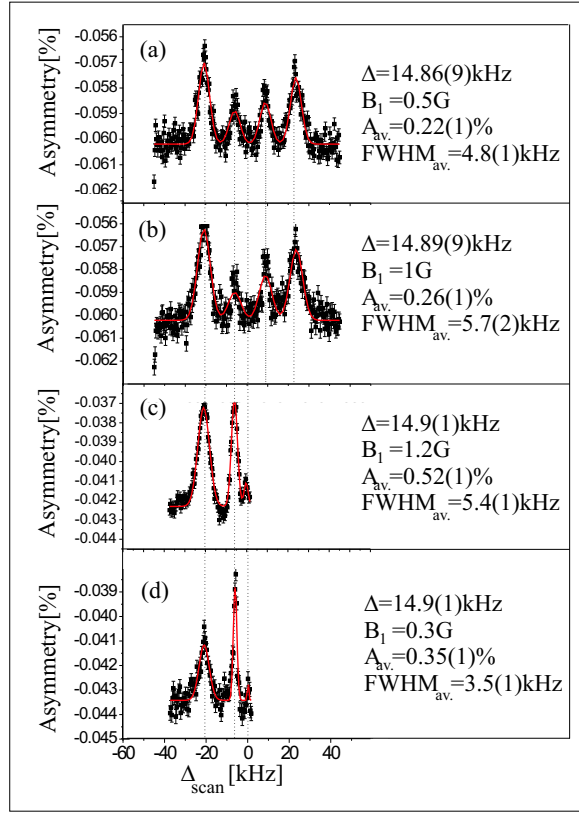 Asymmetry[%]
-0.056
-0.057
-0.058
-0.059
-0.060
-0.061
-0.062
(a)
Δ=14.86(9)kHz
B1=0.5G
Aav.=0.22(1)%
FWHMav.=4.8(1)kHz
Asymmetry[%]
-0.056
-0.057
-0.058
-0.059
-0.060
-0.061
-0.062
(b)
Δ=14.89(9)kHz
B1=1G
Aav.=0.26(1)%
FWHMav.=5.7(2)kHz
Asymmetry[%]
-0.037
-0.038
-0.039
-0.040
-0.041
-0.042
-0.043
-0.044
(c)
Δ=14.9(1)kHz
B1=1.2G
Aav.=0.52(1)%
FWHMav.=5.4(1)kHz
Asymmetry[%]
-0.039
-0.040
-0.041
-0.042
-0.043
-0.044
-0.045
(d)
Δ=14.9(1)kHz
B1=0.3G
Aav.=0.35(1)%
FWHMav.=3.5(1)kHz
-60 -40 -20 0 20 40 60
Δscan [kHz]